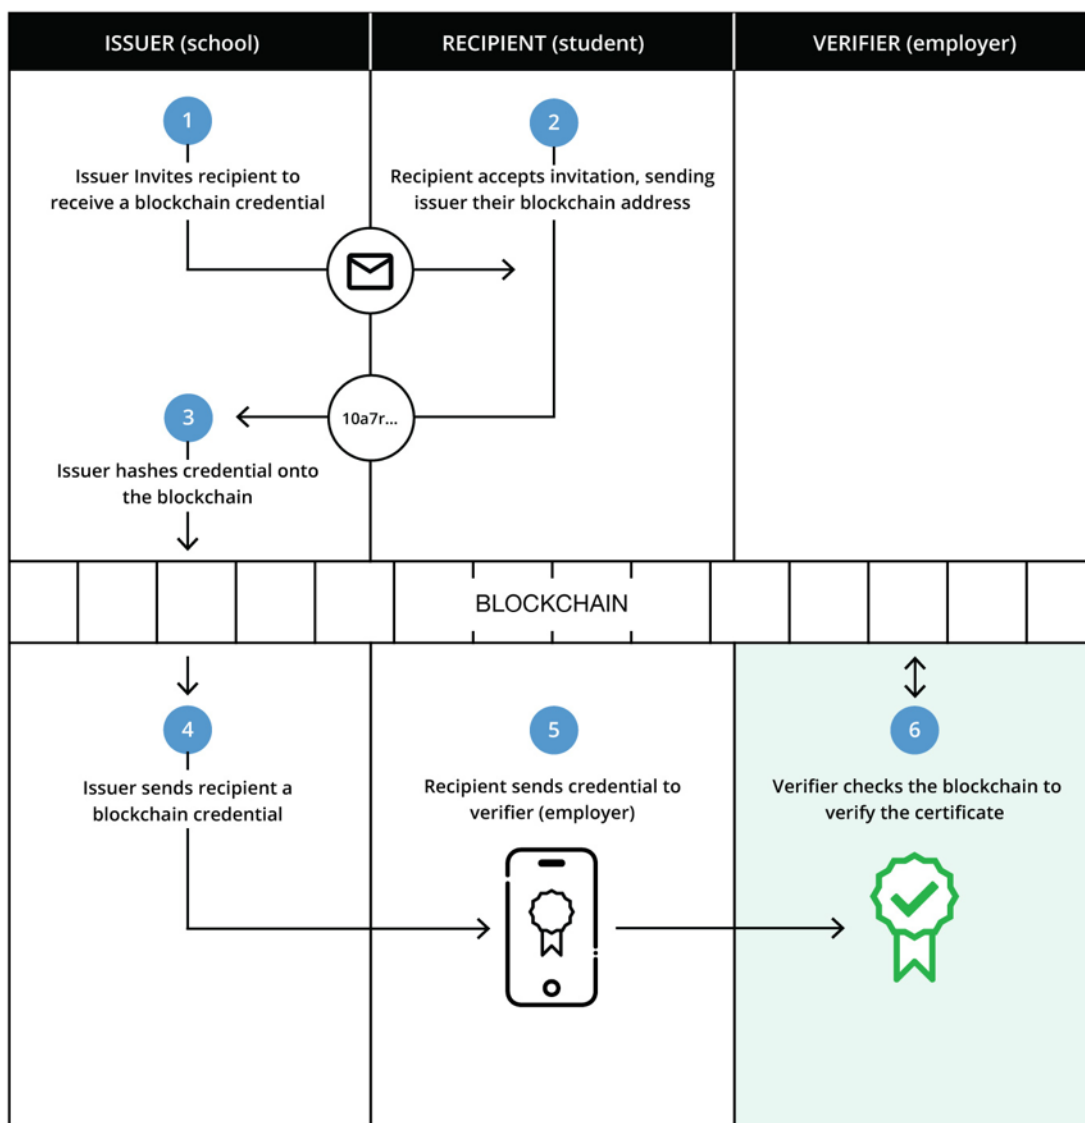 ISSUER (school)
RECIPIENT (student)
VERIFIER (employer)
1
Issuer Invites recipient to
receive a blockchain credential
2
Recipient accepts invitation, sending
issuer their blockchain address
10a7r...
3
Issuer hashes credential onto
the blockchain
BLOCKCHAIN
4
Issuer sends recipient a
blockchain credential
5
Recipient sends credential to
verifier (employer)
6
Verifier checks the blockchain to
verify the certificate